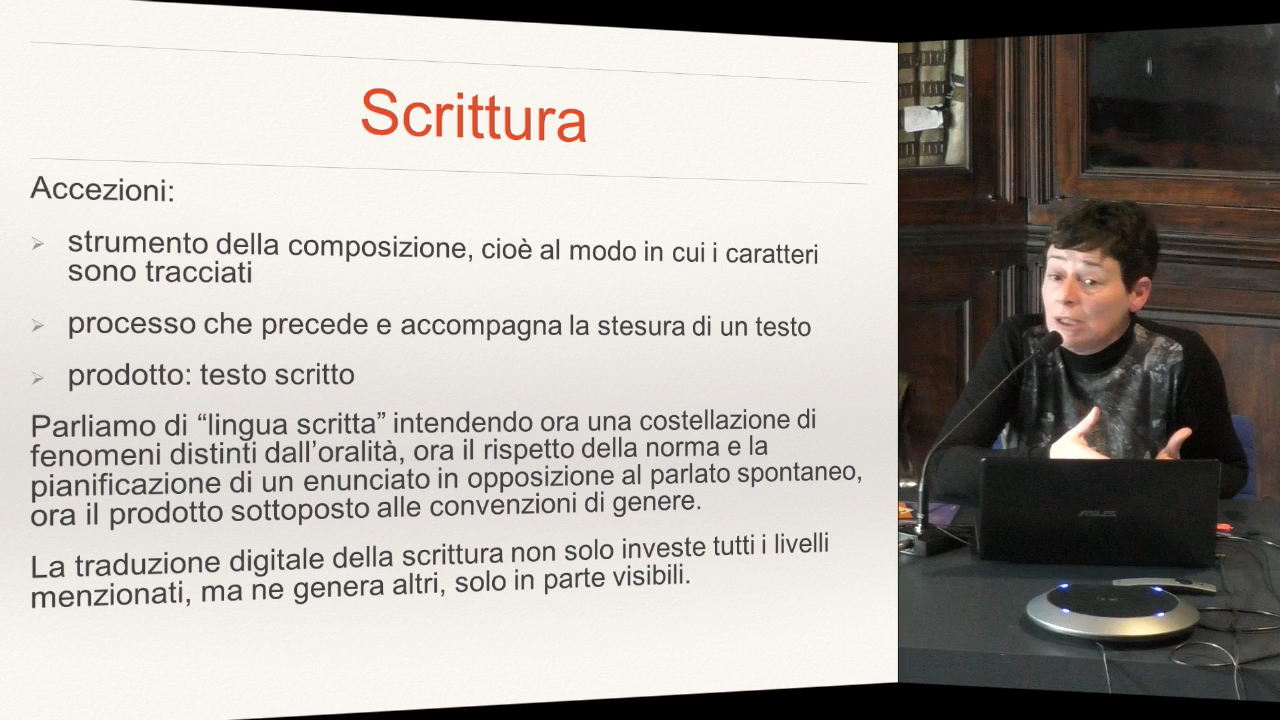 Scrittura
Accezioni:
strumento della composizione, cioè al modo in cui i caratteri
sono tracciati
processo che precede e accompagna la stesura di un testo
prodotto: testo scritto
Parliamo di “lingua scritta” intendendo ora una costellazione di
fenomeni distinti dall’oralità, ora il rispetto della norma e la
pianificazione di un enunciato in opposizione al parlato spontaneo,
ora il prodotto sottoposto alle convenzioni di genere.
La traduzione digitale della scrittura non solo investe tutti i livelli
menzionati, ma ne genera altri, solo in parte visibili.
ASUS